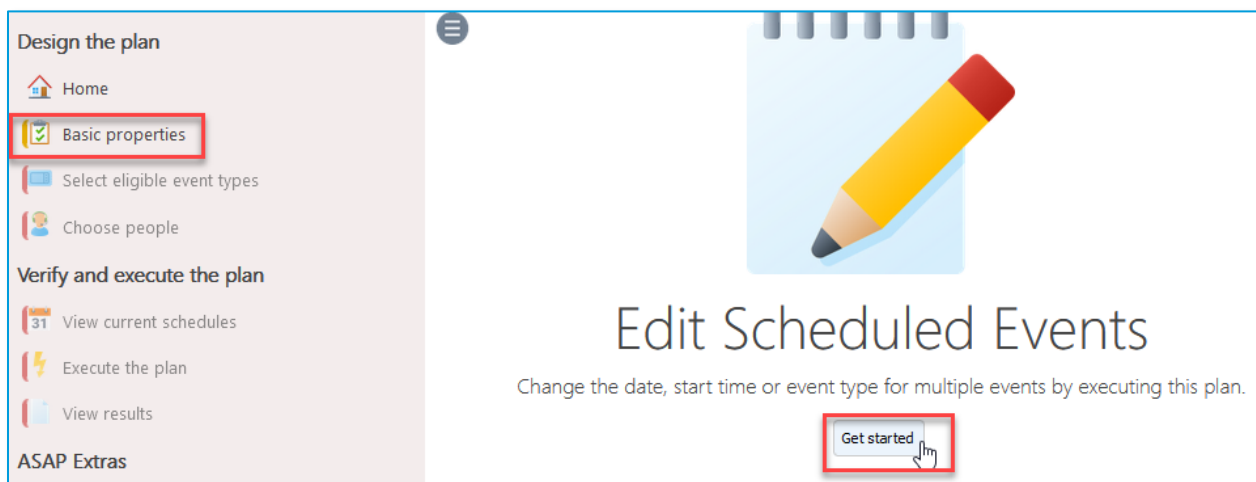 Design the plan
Home
Basic properties
Select eligible event types
Choose people
Verify and execute the plan
31 View current schedules
Execute the plan
View results
ASAP Extras
Edit Scheduled Events
Change the date, start time or event type for multiple events by executing this plan.
Get started